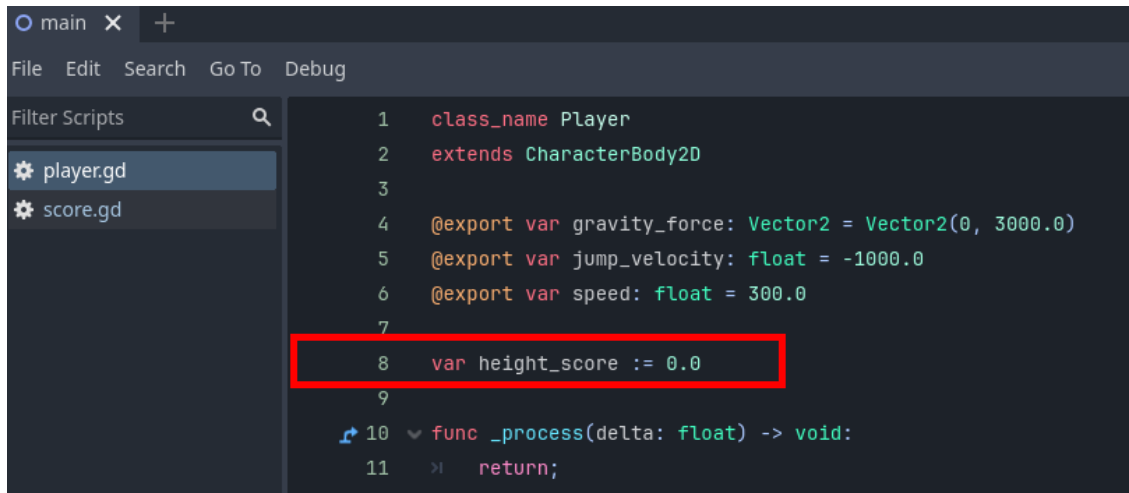 main
File Edit Search Go To Debug
Filter Scripts
player.gd
score.gd
1 class_name Player
2 extends CharacterBody2D
3
4 @export var gravity_force: Vector2 = Vector2(0, 3000.0)
5 @export var jump_velocity: float = -1000.0
6 @export var speed: float = 300.0
7
8 var height_score := 0.0
9
10 func _process(delta: float) -> void:
11 return;